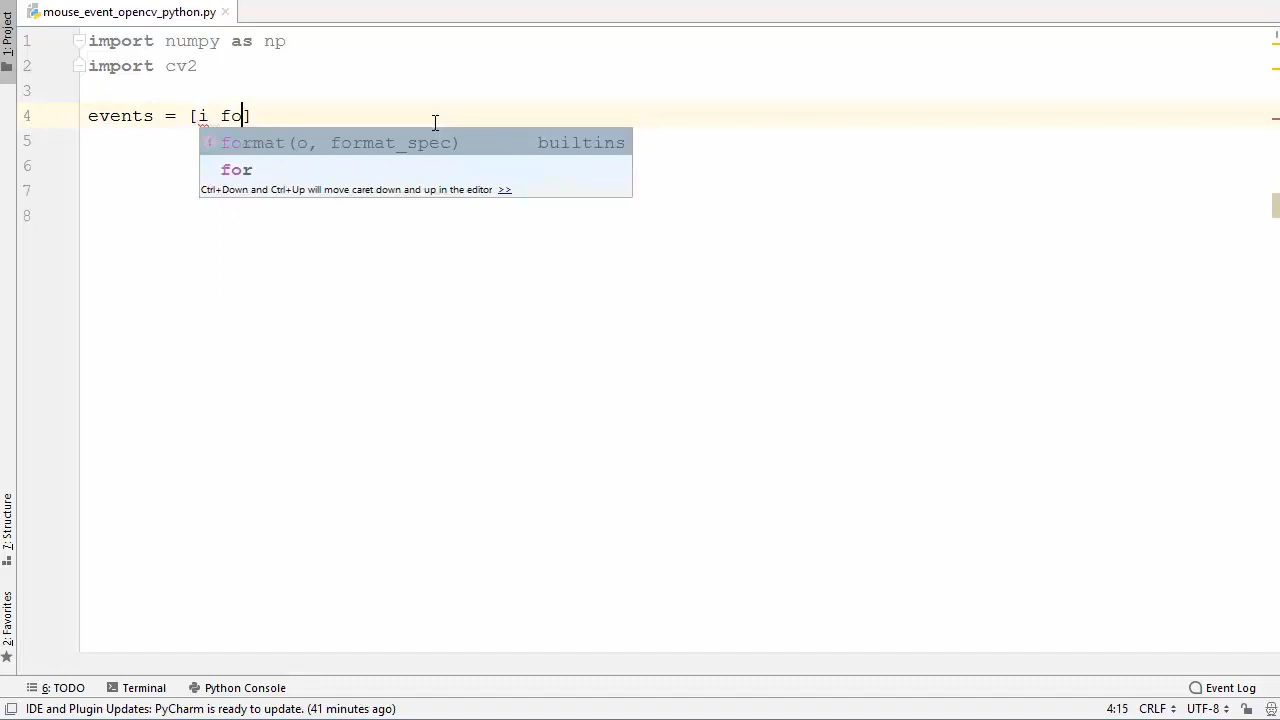 mouse_event_opencv_python.py
1: Project
1 import numpy as np
2 import cv2
3
4 events = [i fo]
5 format(o, format_spec) builtins
6 for
7 Ctrl+Down and Ctrl+Up will move caret down and up in the editor >>
8
7: Structure
2: Favorites
6: TODO Terminal Python Console Event Log
IDE and Plugin Updates: PyCharm is ready to update. (41 minutes ago) 4:15 CRLF UTF-8